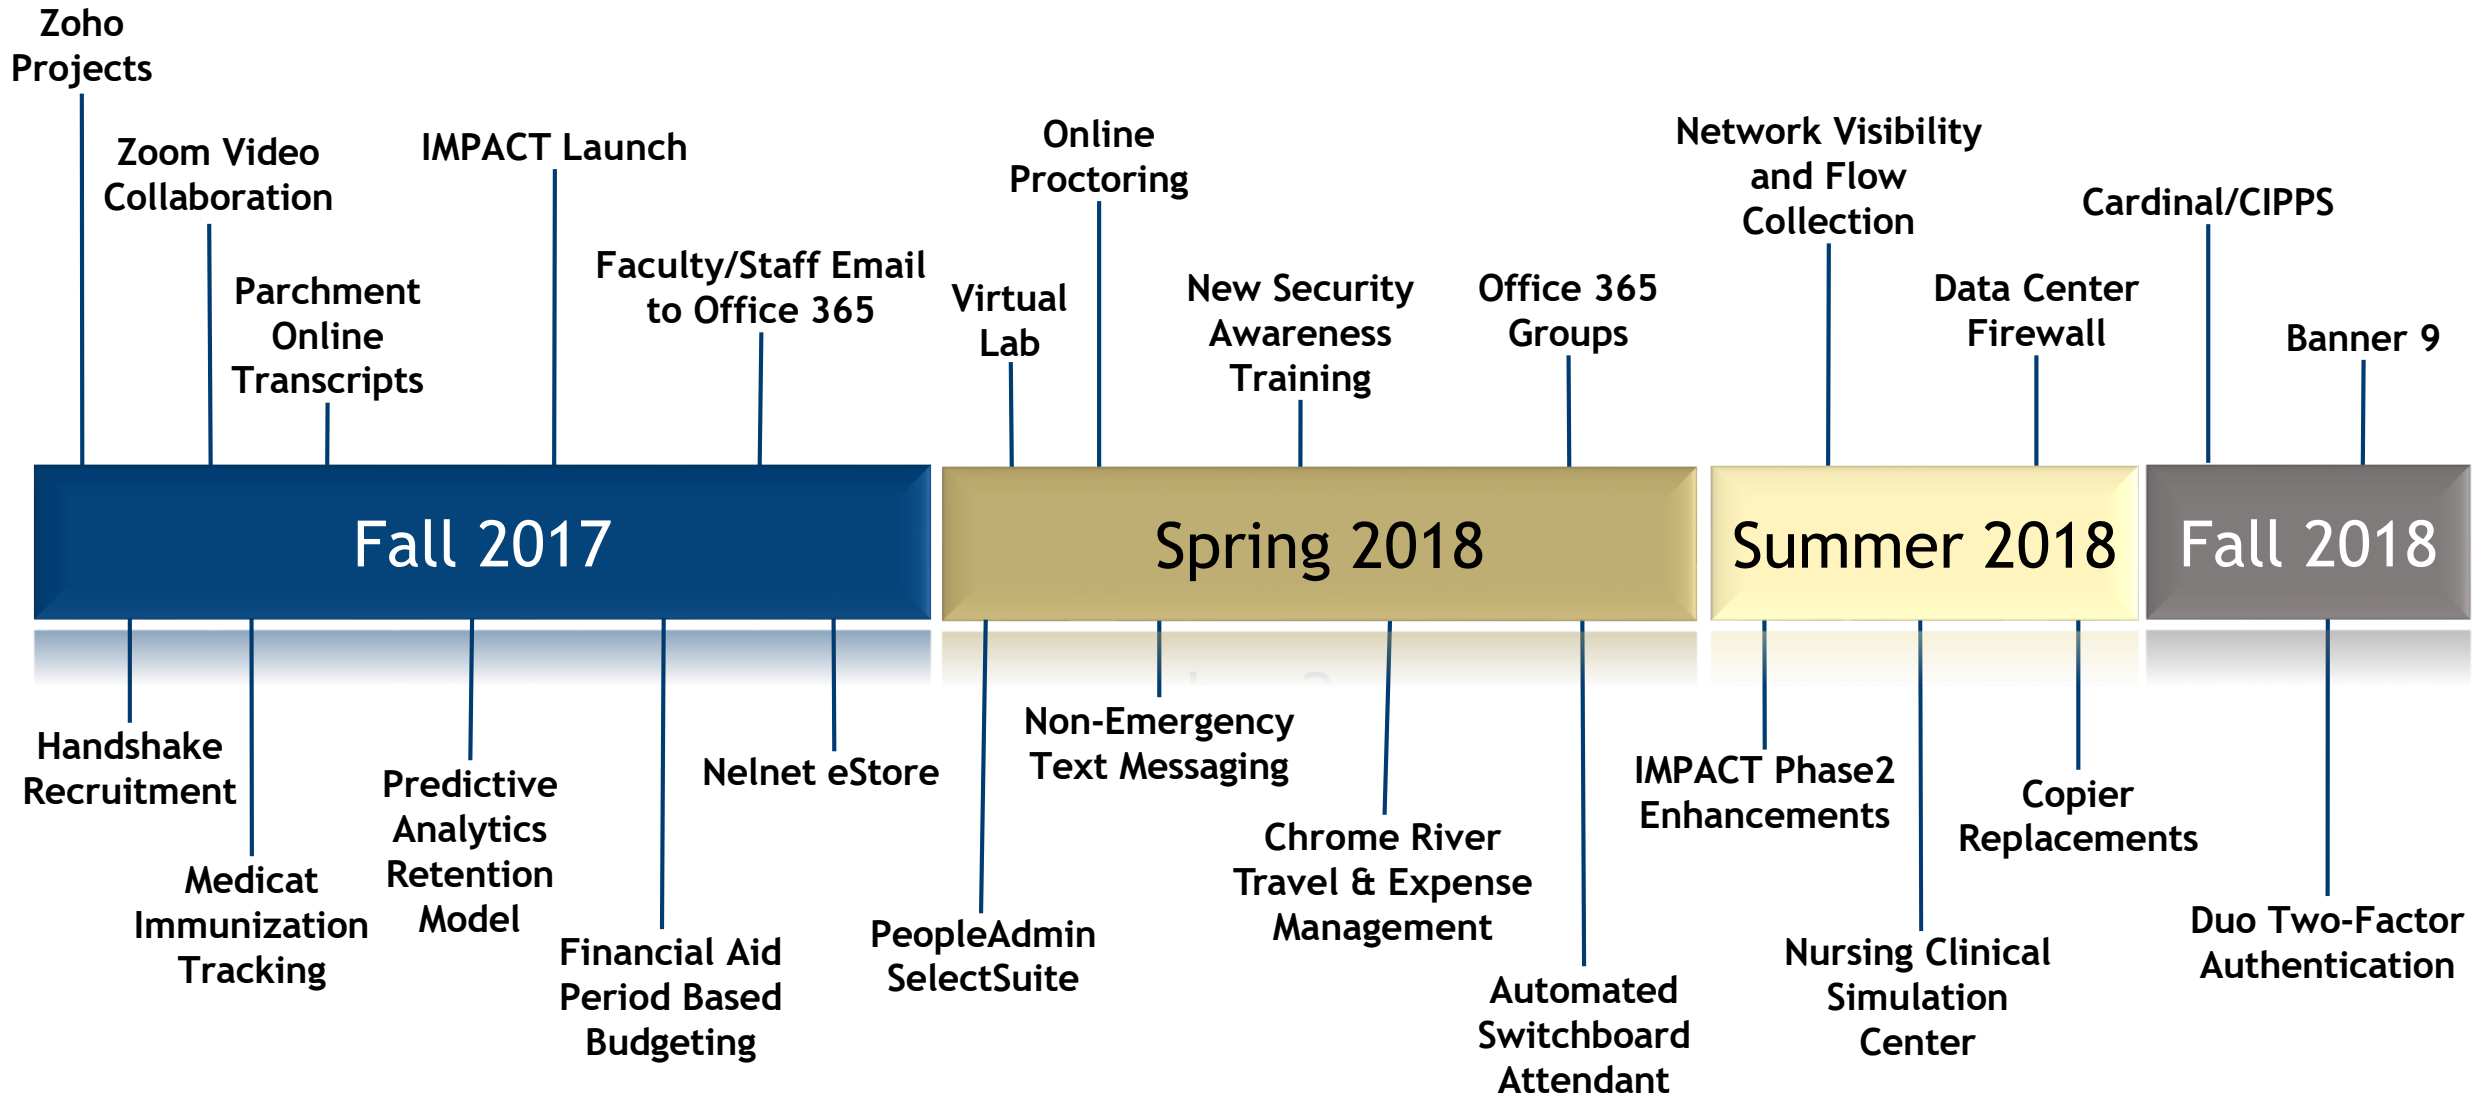 Zoho
Projects
Zoom Video
Collaboration
Parchment
Online
Transcripts
IMPACT Launch
Faculty/Staff Email
to Office 365
Virtual
Lab
Online
Proctoring
New Security
Awareness
Training
Office 365
Groups
Network Visibility
and Flow
Collection
Data Center
Firewall
Cardinal/CIPPS
Banner 9
Fall 2017
Spring 2018
Summer 2018
Fall 2018
Handshake
Recruitment
Medicat
Immunization
Tracking
Predictive
Analytics
Retention
Model
Financial Aid
Period Based
Budgeting
Nelnet eStore
PeopleAdmin
SelectSuite
Non-Emergency
Text Messaging
Chrome River
Travel & Expense
Management
Automated
Switchboard
Attendant
IMPACT Phase2
Enhancements
Nursing Clinical
Simulation
Center
Copier
Replacements
Duo Two-Factor
Authentication